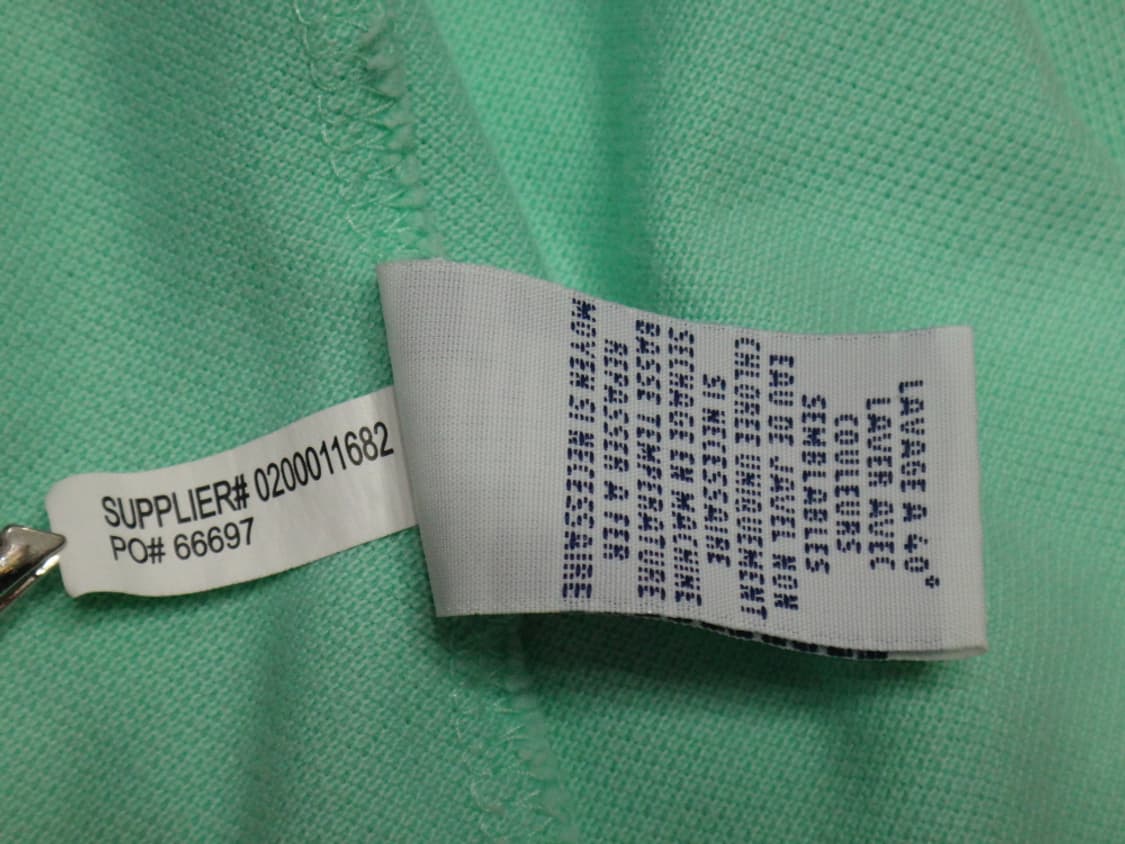 SUPPLIER# 0200011682
PO# 66697
LAVAGE A 40°
LAVER AVEC
COULEURS
SEMBLABLES
EAU DE JAVEL NON
CHLOREE UNIQUEMENT
SI NECESSARE
SECHAGE EN MACHINE
BASSE TEMPERATURE
REPASSER A FER
MOYEN SI NECESSAIRE